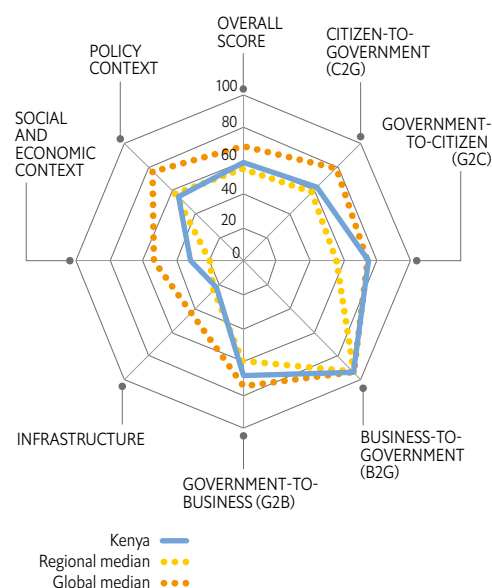 OVERALL
SCORE
CITIZEN-TO-
GOVERNMENT
(C2G)
GOVERNMENT-
TO-CITIZEN
(G2C)
BUSINESS-TO-
GOVERNMENT
(B2G)
GOVERNMENT-TO-
BUSINESS (G2B)
INFRASTRUCTURE
SOCIAL
AND
ECONOMIC
CONTEXT
POLICY
CONTEXT
100
80
60
40
20
0
Kenya
Regional median
Global median